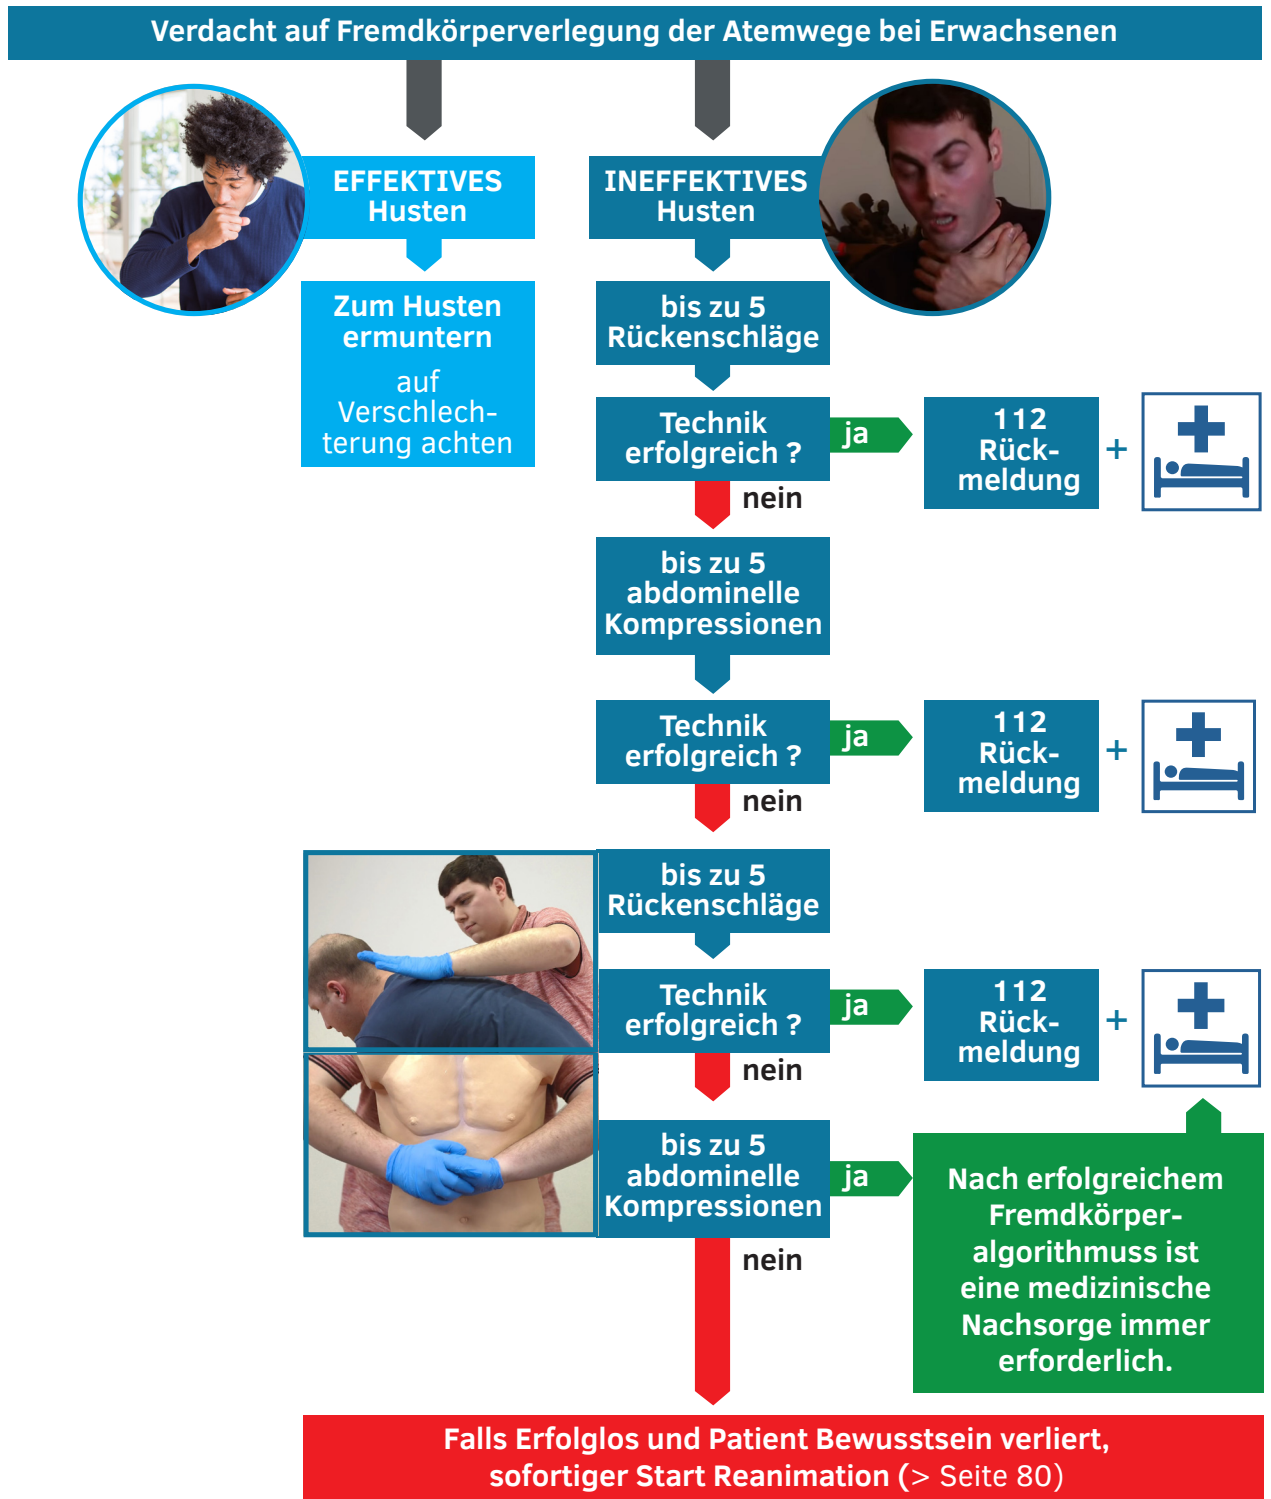 Verdacht auf Fremdkörperverlegung der Atemwege bei Erwachsenen
EFFEKTIVES
Husten
Zum Husten
ermuntern
auf
Verschlech-
terung achten
INEFFEKTIVES
Husten
bis zu 5
Rückenschläge
Technik
erfolgreich ?
ja
112
Rück-
meldung
+
nein
bis zu 5
abdominelle
Kompressionen
Technik
erfolgreich ?
ja
112
Rück-
meldung
+
nein
bis zu 5
Rückenschläge
Technik
erfolgreich ?
ja
112
Rück-
meldung
+
nein
bis zu 5
abdominelle
Kompressionen
ja
Nach erfolgreichem
Fremdkörper-
algorithmuss ist
eine medizinische
Nachsorge immer
erforderlich.
nein
Falls Erfolglos und Patient Bewusstsein verliert,
sofortiger Start Reanimation (> Seite 80)